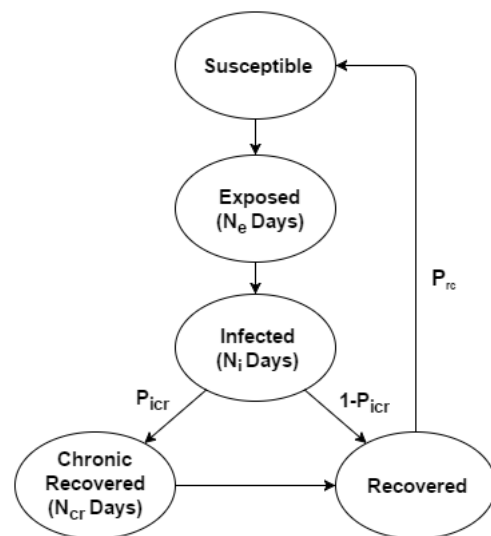 Susceptible
Exposed
(Ne Days)
Prc
Infected
(Ni Days)
Picr
1-Picr
Chronic
Recovered
(Ncr Days)
Recovered